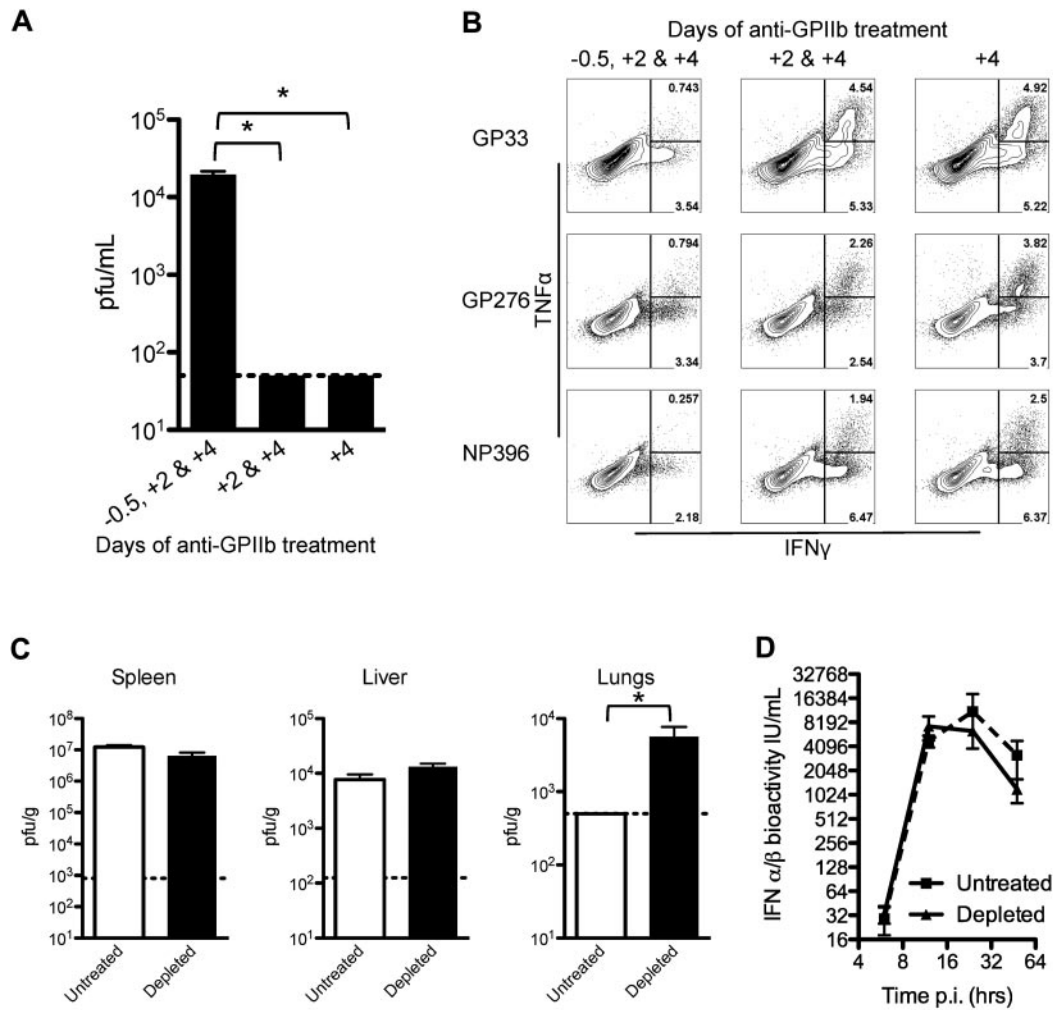 A
pfu/mL
10^5
10^4
10^3
10^2
10^1
*
*
-0.5, +2 & +4
+2 & +4
+4
Days of anti-GPIIb treatment
B
Days of anti-GPIIb treatment
-0.5, +2 & +4
+2 & +4
+4
GP33
0.743
3.54
4.54
5.33
4.92
5.22
GP276
0.794
3.34
2.26
2.54
3.82
3.7
NP396
0.257
2.18
1.94
6.47
2.5
6.37
TNFα
IFNγ
C
Spleen
pfu/g
10^8
10^7
10^6
10^5
10^4
10^3
10^2
10^1
Untreated
Depleted
Liver
pfu/g
10^5
10^4
10^3
10^2
10^1
Untreated
Depleted
Lungs
*
pfu/g
10^4
10^3
10^2
10^1
Untreated
Depleted
D
IFN α/β bioactivity IU/mL
32768
16384
8192
4096
2048
1024
512
256
128
64
32
16
Untreated
Depleted
4 8 16 32 64
Time p.i. (hrs)